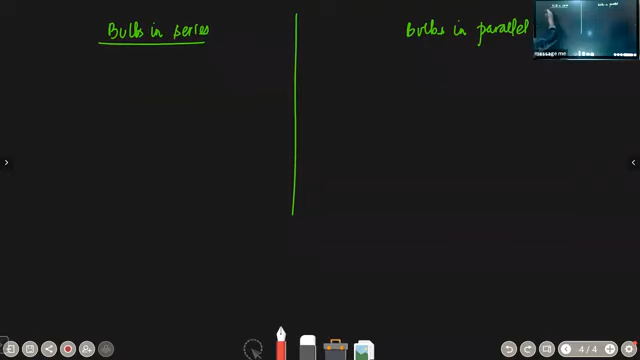 Bulbs in series
Bulbs in parallel
message me
4/4